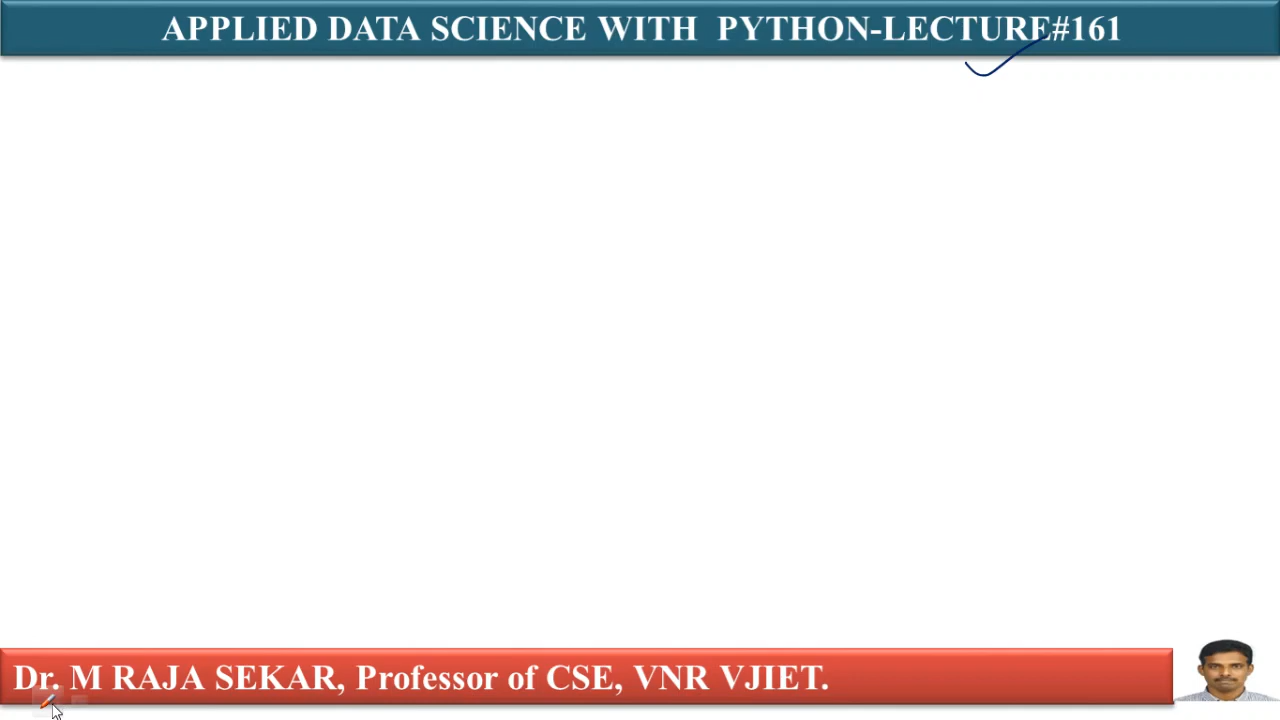 APPLIED DATA SCIENCE WITH PYTHON-LECTURE#161
Dr. M RAJA SEKAR, Professor of CSE, VNR VJIET.